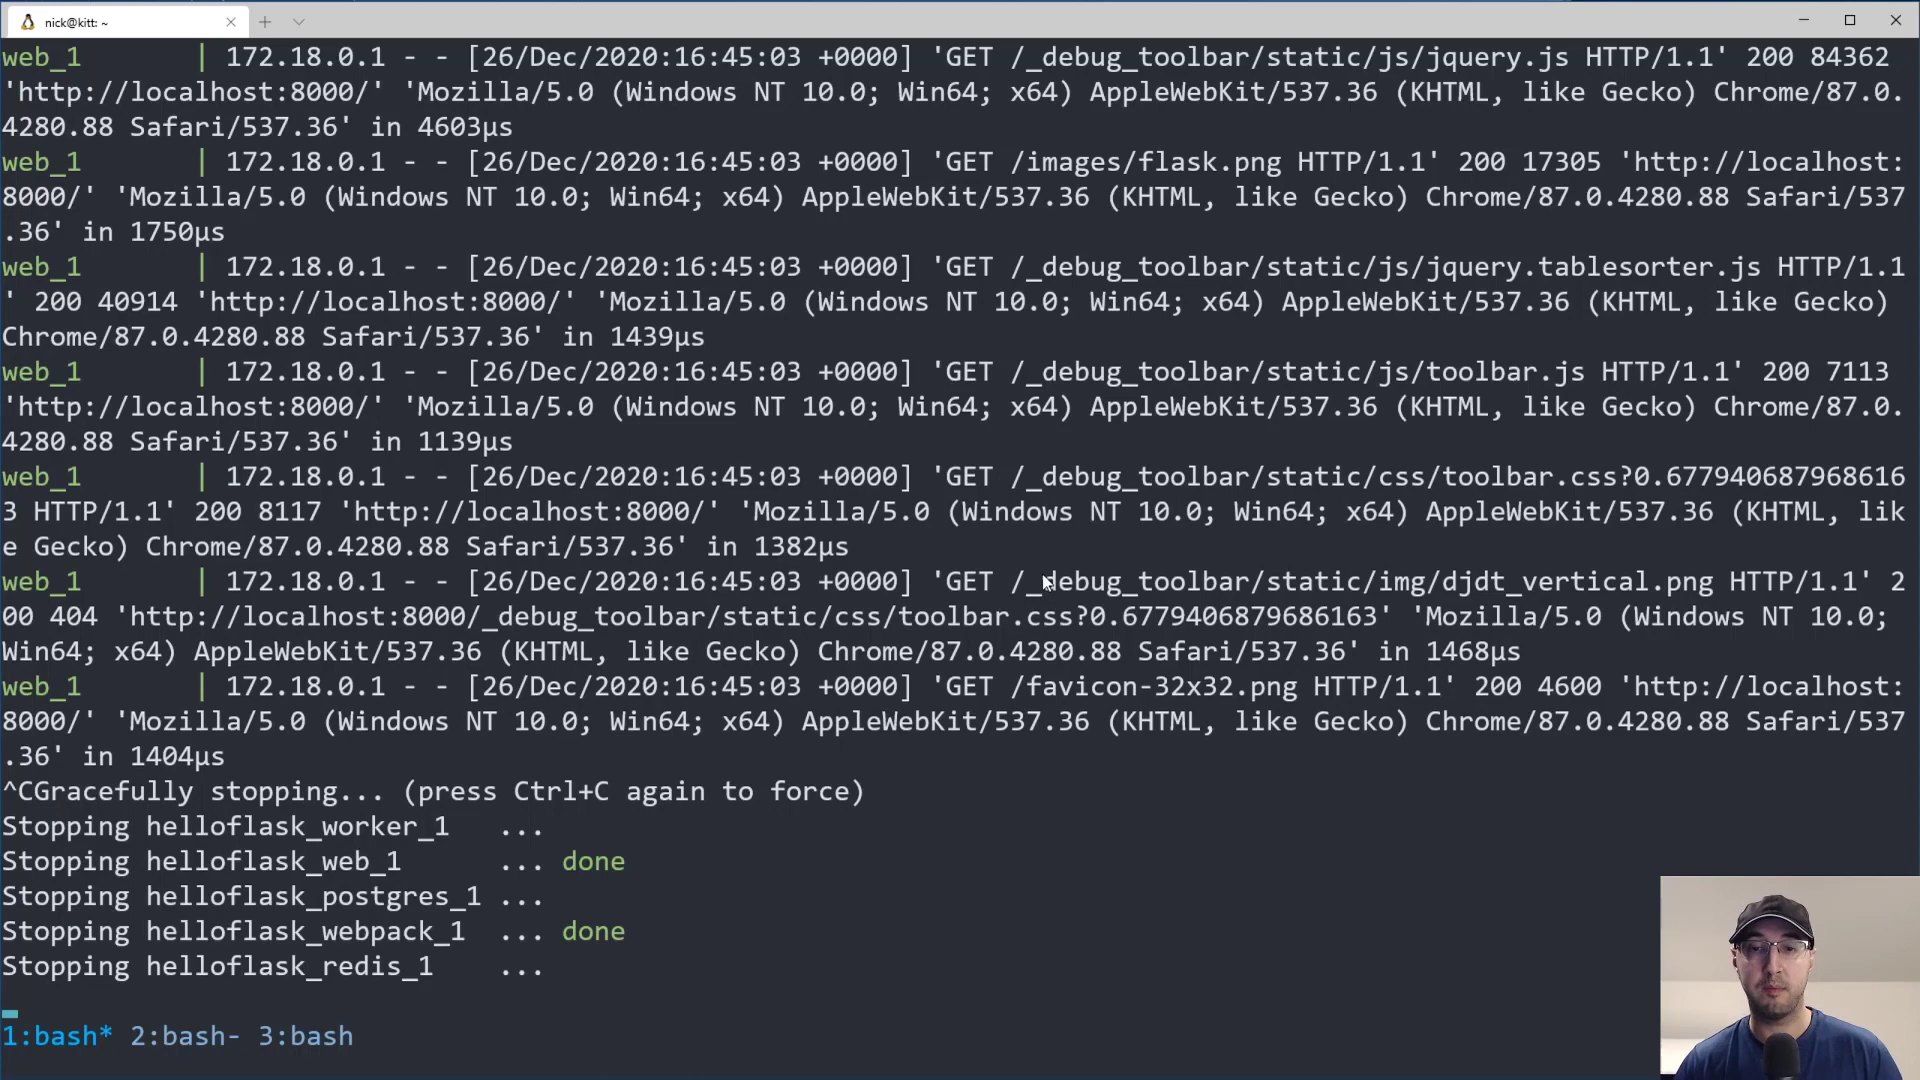 nick@kitt: ~
web_1       | 172.18.0.1 - - [26/Dec/2020:16:45:03 +0000] 'GET /_debug_toolbar/static/js/jquery.js HTTP/1.1' 200 84362
'http://localhost:8000/' 'Mozilla/5.0 (Windows NT 10.0; Win64; x64) AppleWebKit/537.36 (KHTML, like Gecko) Chrome/87.0.
4280.88 Safari/537.36' in 4603µs
web_1       | 172.18.0.1 - - [26/Dec/2020:16:45:03 +0000] 'GET /images/flask.png HTTP/1.1' 200 17305 'http://localhost:
8000/' 'Mozilla/5.0 (Windows NT 10.0; Win64; x64) AppleWebKit/537.36 (KHTML, like Gecko) Chrome/87.0.4280.88 Safari/537
.36' in 1750µs
web_1       | 172.18.0.1 - - [26/Dec/2020:16:45:03 +0000] 'GET /_debug_toolbar/static/js/jquery.tablesorter.js HTTP/1.1
' 200 40914 'http://localhost:8000/' 'Mozilla/5.0 (Windows NT 10.0; Win64; x64) AppleWebKit/537.36 (KHTML, like Gecko)
Chrome/87.0.4280.88 Safari/537.36' in 1439µs
web_1       | 172.18.0.1 - - [26/Dec/2020:16:45:03 +0000] 'GET /_debug_toolbar/static/js/toolbar.js HTTP/1.1' 200 7113
'http://localhost:8000/' 'Mozilla/5.0 (Windows NT 10.0; Win64; x64) AppleWebKit/537.36 (KHTML, like Gecko) Chrome/87.0.
4280.88 Safari/537.36' in 1139µs
web_1       | 172.18.0.1 - - [26/Dec/2020:16:45:03 +0000] 'GET /_debug_toolbar/static/css/toolbar.css?0.677940687968616
3 HTTP/1.1' 200 8117 'http://localhost:8000/' 'Mozilla/5.0 (Windows NT 10.0; Win64; x64) AppleWebKit/537.36 (KHTML, lik
e Gecko) Chrome/87.0.4280.88 Safari/537.36' in 1382µs
web_1       | 172.18.0.1 - - [26/Dec/2020:16:45:03 +0000] 'GET /_debug_toolbar/static/img/djdt_vertical.png HTTP/1.1' 2
00 404 'http://localhost:8000/_debug_toolbar/static/css/toolbar.css?0.6779406879686163' 'Mozilla/5.0 (Windows NT 10.0;
Win64; x64) AppleWebKit/537.36 (KHTML, like Gecko) Chrome/87.0.4280.88 Safari/537.36' in 1468µs
web_1       | 172.18.0.1 - - [26/Dec/2020:16:45:03 +0000] 'GET /favicon-32x32.png HTTP/1.1' 200 4600 'http://localhost:
8000/' 'Mozilla/5.0 (Windows NT 10.0; Win64; x64) AppleWebKit/537.36 (KHTML, like Gecko) Chrome/87.0.4280.88 Safari/537
.36' in 1404µs
^CGracefully stopping... (press Ctrl+C again to force)
Stopping helloflask_worker_1   ...
Stopping helloflask_web_1      ... done
Stopping helloflask_postgres_1 ...
Stopping helloflask_webpack_1  ... done
Stopping helloflask_redis_1    ...
1:bash* 2:bash- 3:bash